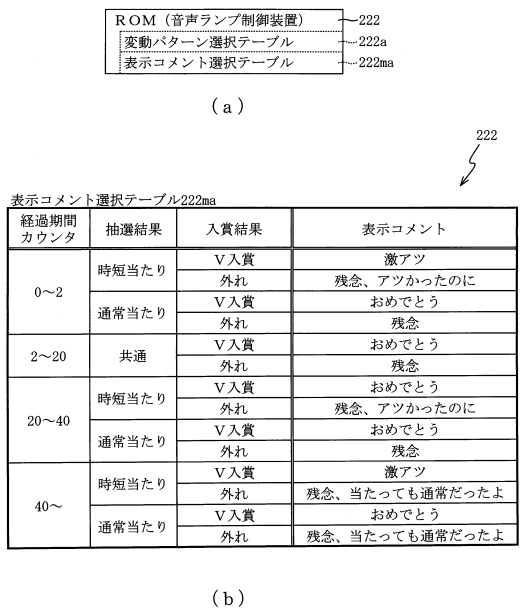 ROM（音声ランプ制御装置） 222
変動パターン選択テーブル 222a
表示コメント選択テーブル 222ma
(a)
222
表示コメント選択テーブル222ma
経過期間カウンタ 抽選結果 入賞結果 表示コメント
0～2 時短当たり V入賞 激アツ
外れ 残念、アツかったのに
通常当たり V入賞 おめでとう
外れ 残念
2～20 共通 V入賞 おめでとう
外れ 残念
20～40 時短当たり V入賞 おめでとう
外れ 残念、アツかったのに
通常当たり V入賞 おめでとう
外れ 残念
40～ 時短当たり V入賞 激アツ
外れ 残念、当たっても通常だったよ
通常当たり V入賞 おめでとう
外れ 残念、当たっても通常だったよ
(b)